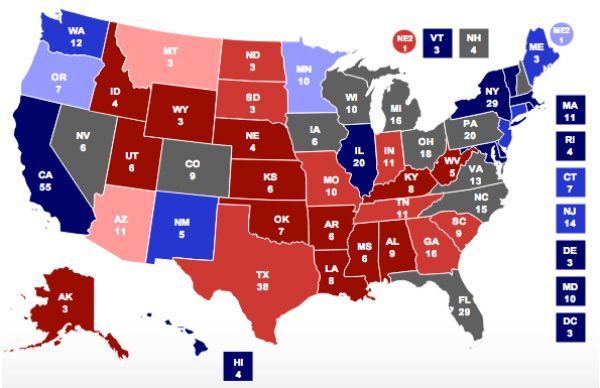 WA
12
OR
7
CA
55
NV
6
ID
4
MT
3
WY
3
UT
6
AZ
11
CO
9
NM
5
ND
3
SD
3
NE
4
KS
6
OK
7
TX
38
MN
10
IA
6
MO
10
AR
6
LA
8
WI
10
IL
20
MI
16
IN
11
OH
18
KY
8
TN
11
MS
6
AL
9
GA
16
FL
29
SC
9
NC
15
VA
13
WV
5
PA
20
NY
29
ME
3
AK
3
HI
4
NE2
1
VT
3
NH
4
ME2
1
MA
11
RI
4
CT
7
NJ
14
DE
3
MD
10
DC
3